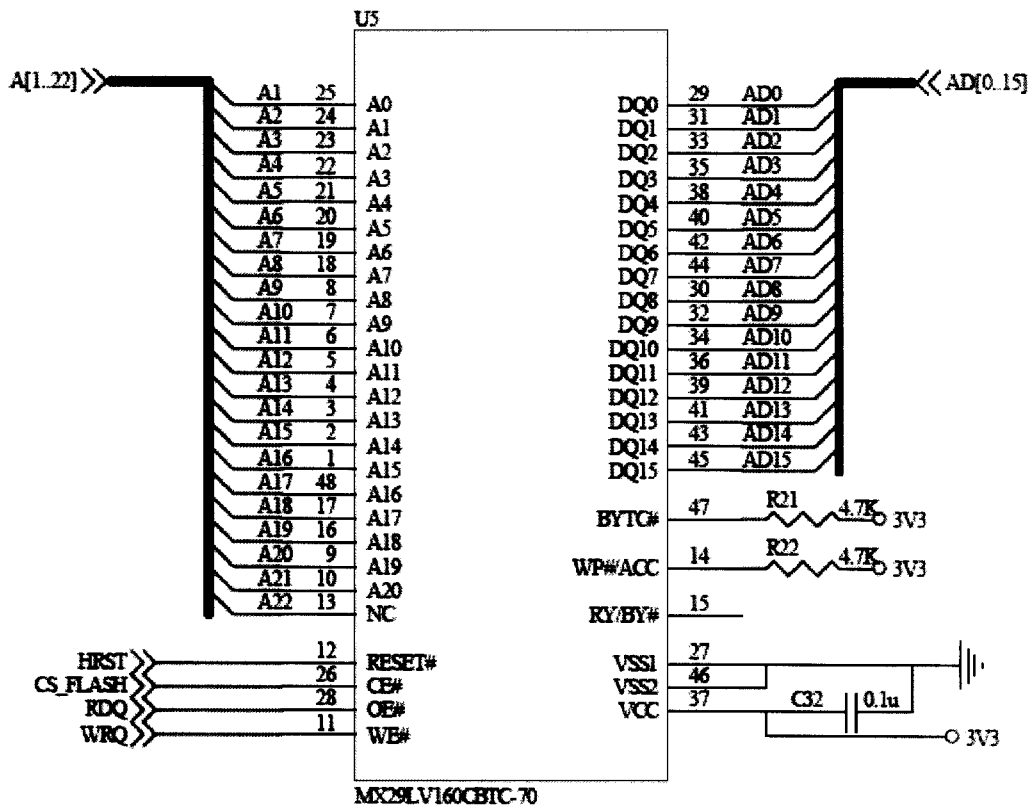 U5
A[1..22] AD[0..15]
A1 25 A0 DQ0 29 AD0
A2 24 A1 DQ1 31 AD1
A3 23 A2 DQ2 33 AD2
A4 22 A3 DQ3 35 AD3
A5 21 A4 DQ4 38 AD4
A6 20 A5 DQ5 40 AD5
A7 19 A6 DQ6 42 AD6
A8 18 A7 DQ7 44 AD7
A9 8 A8 DQ8 30 AD8
A10 7 A9 DQ9 32 AD9
A11 6 A10 DQ10 34 AD10
A12 5 A11 DQ11 36 AD11
A13 4 A12 DQ12 39 AD12
A14 3 A13 DQ13 41 AD13
A15 2 A14 DQ14 43 AD14
A16 1 A15 DQ15 45 AD15
A17 48 A16
A18 17 A17 BYTG# 47 R21 4.7K 3V3
A19 16 A18
A20 9 A19 WP#/ACC 14 R22 4.7K 3V3
A21 10 A20
A22 13 NC RY/BY# 15
HRST 12 RESET# VSS1 27
CS_FLASH 26 CE# VSS2 46
RDQ 28 OE# VCC 37 C32 0.1u
WRQ 11 WE# 3V3
MX29LV160CBTC-70